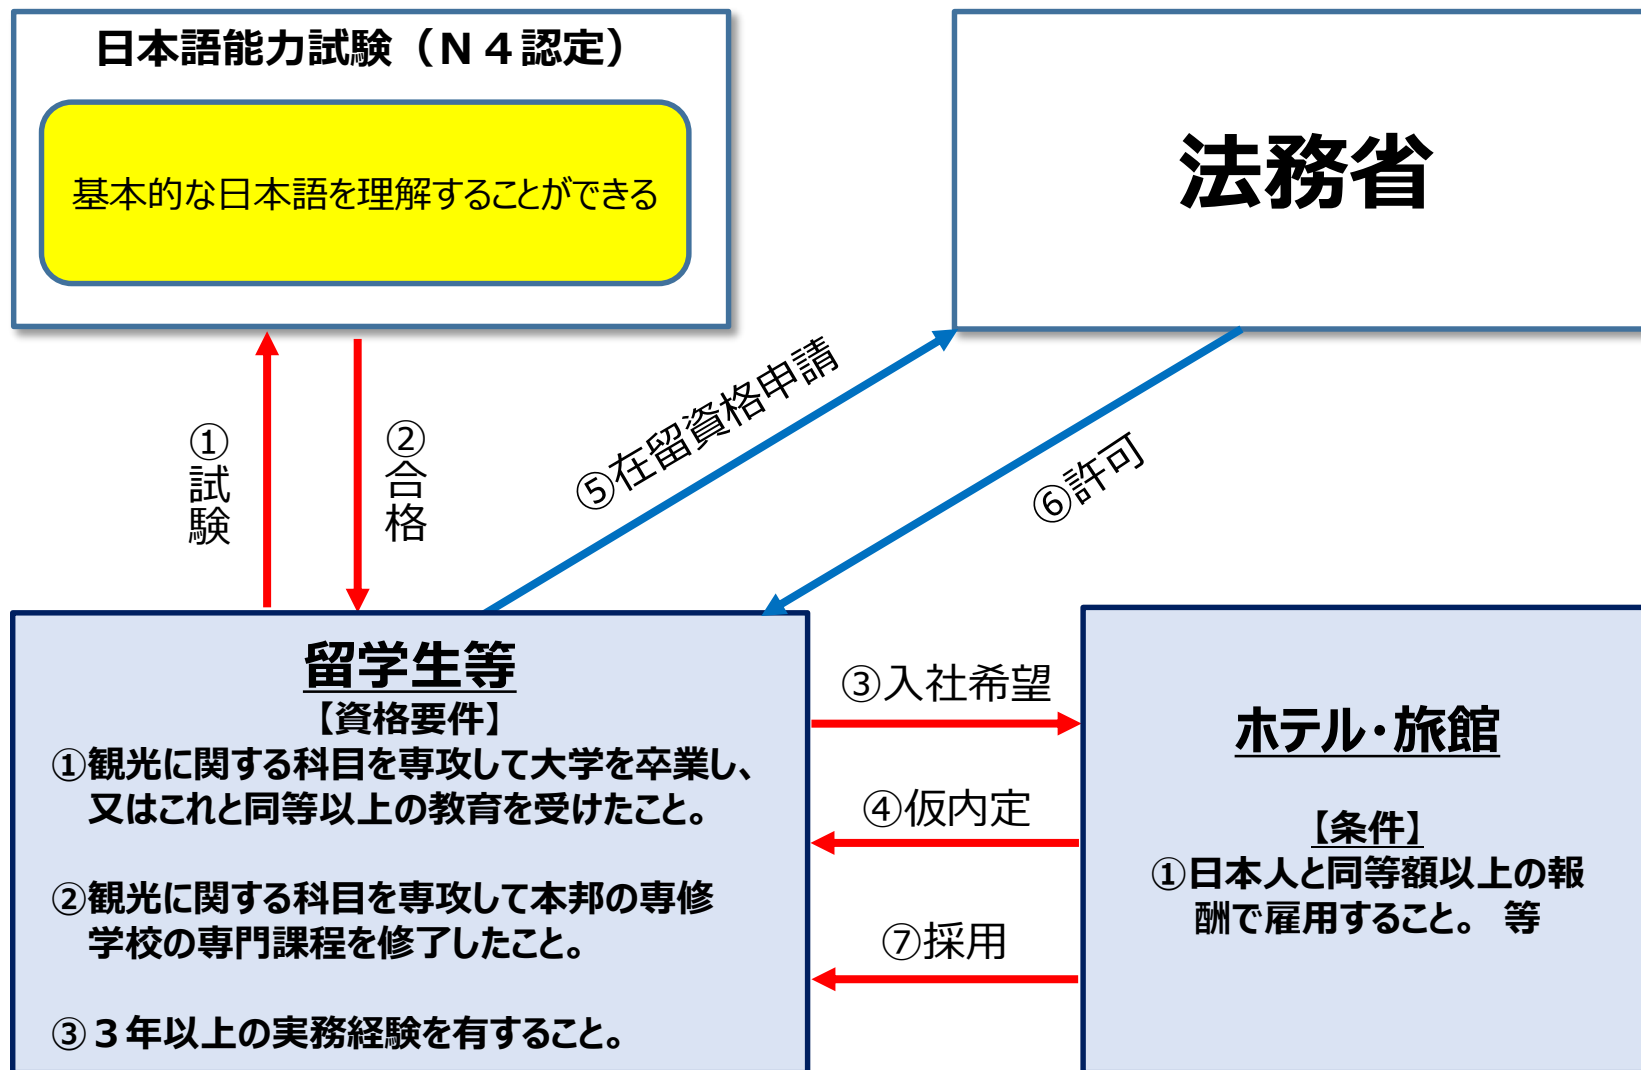 日本語能力試験（Ｎ４認定）
基本的な日本語を理解することができる
法務省
①試験
②合格
⑤在留資格申請
⑥許可
留学生等
【資格要件】
①観光に関する科目を専攻して大学を卒業し、
又はこれと同等以上の教育を受けたこと。
②観光に関する科目を専攻して本邦の専修
学校の専門課程を修了したこと。
③３年以上の実務経験を有すること。
③入社希望
④仮内定
⑦採用
ホテル・旅館
【条件】
①日本人と同等額以上の報
酬で雇用すること。 等